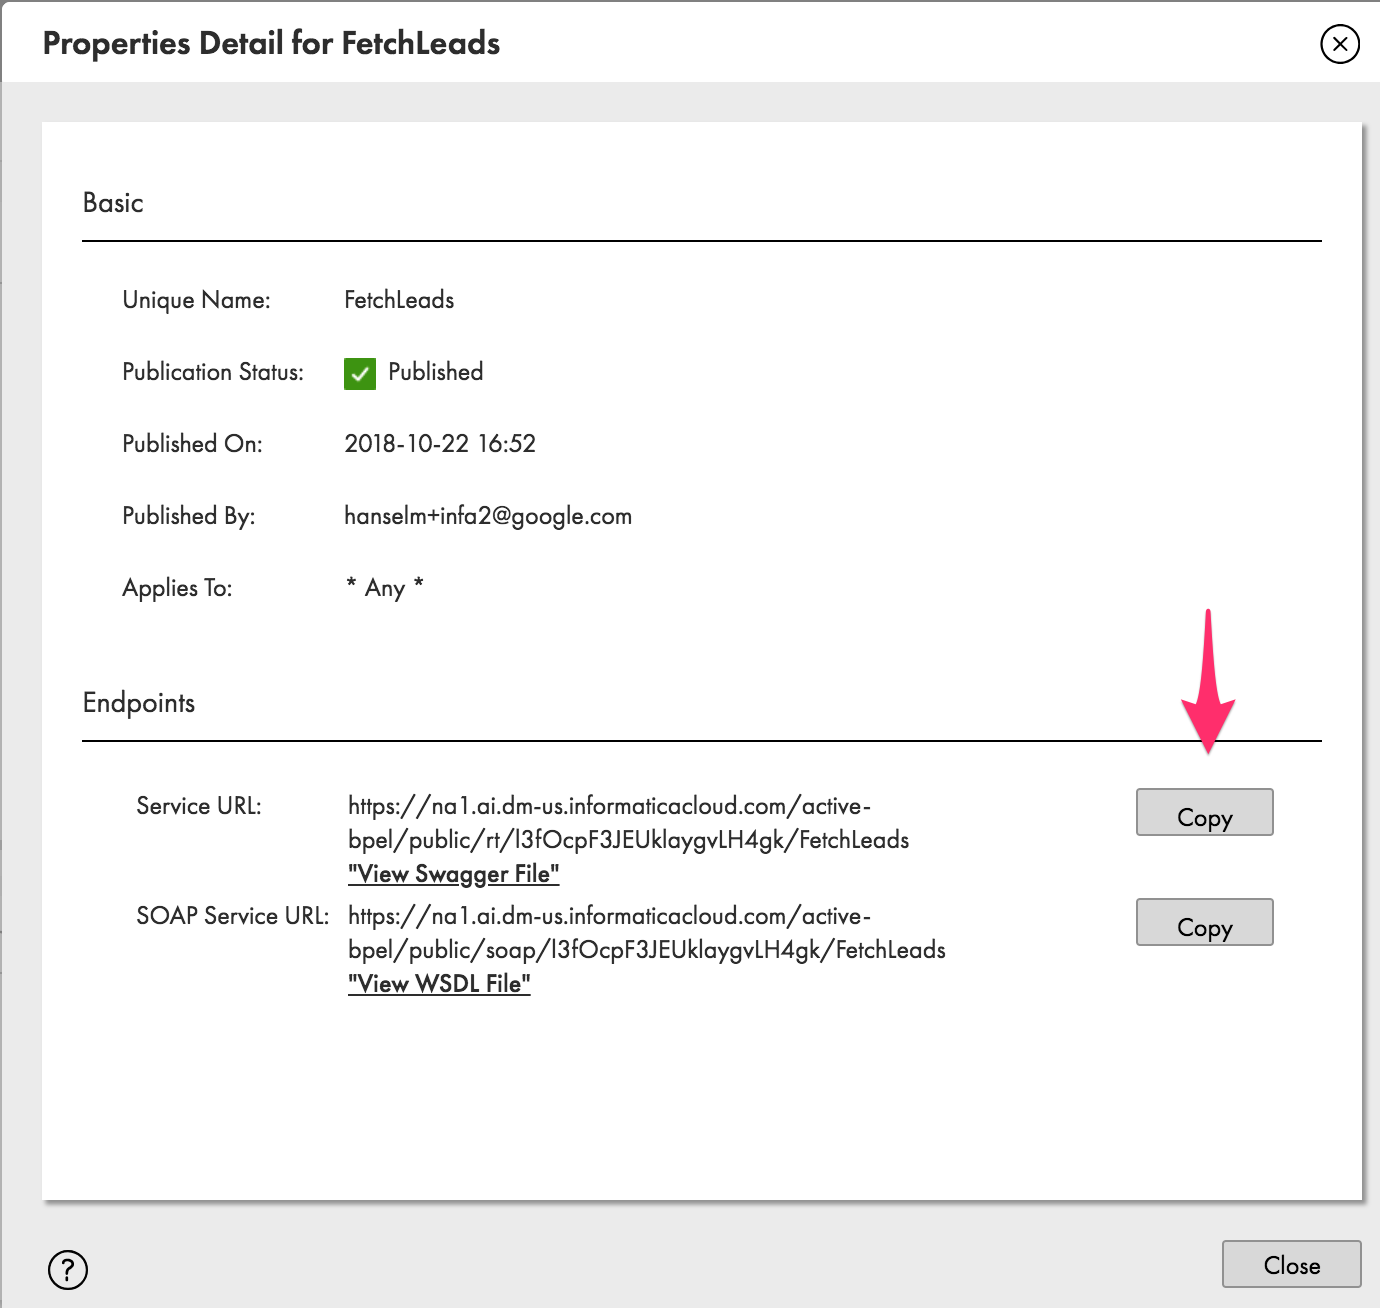 Properties Detail for FetchLeads
Basic
Unique Name: FetchLeads
Publication Status: Published
Published On: 2018-10-22 16:52
Published By: hanselm+infa2@google.com
Applies To: * Any *
Endpoints
Service URL: https://na1.ai.dm-us.informaticacloud.com/active- Copy
bpel/public/rt/l3fOcpF3JEUklaygvLH4gk/FetchLeads
"View Swagger File"
SOAP Service URL: https://na1.ai.dm-us.informaticacloud.com/active- Copy
bpel/public/soap/l3fOcpF3JEUklaygvLH4gk/FetchLeads
"View WSDL File"
? Close